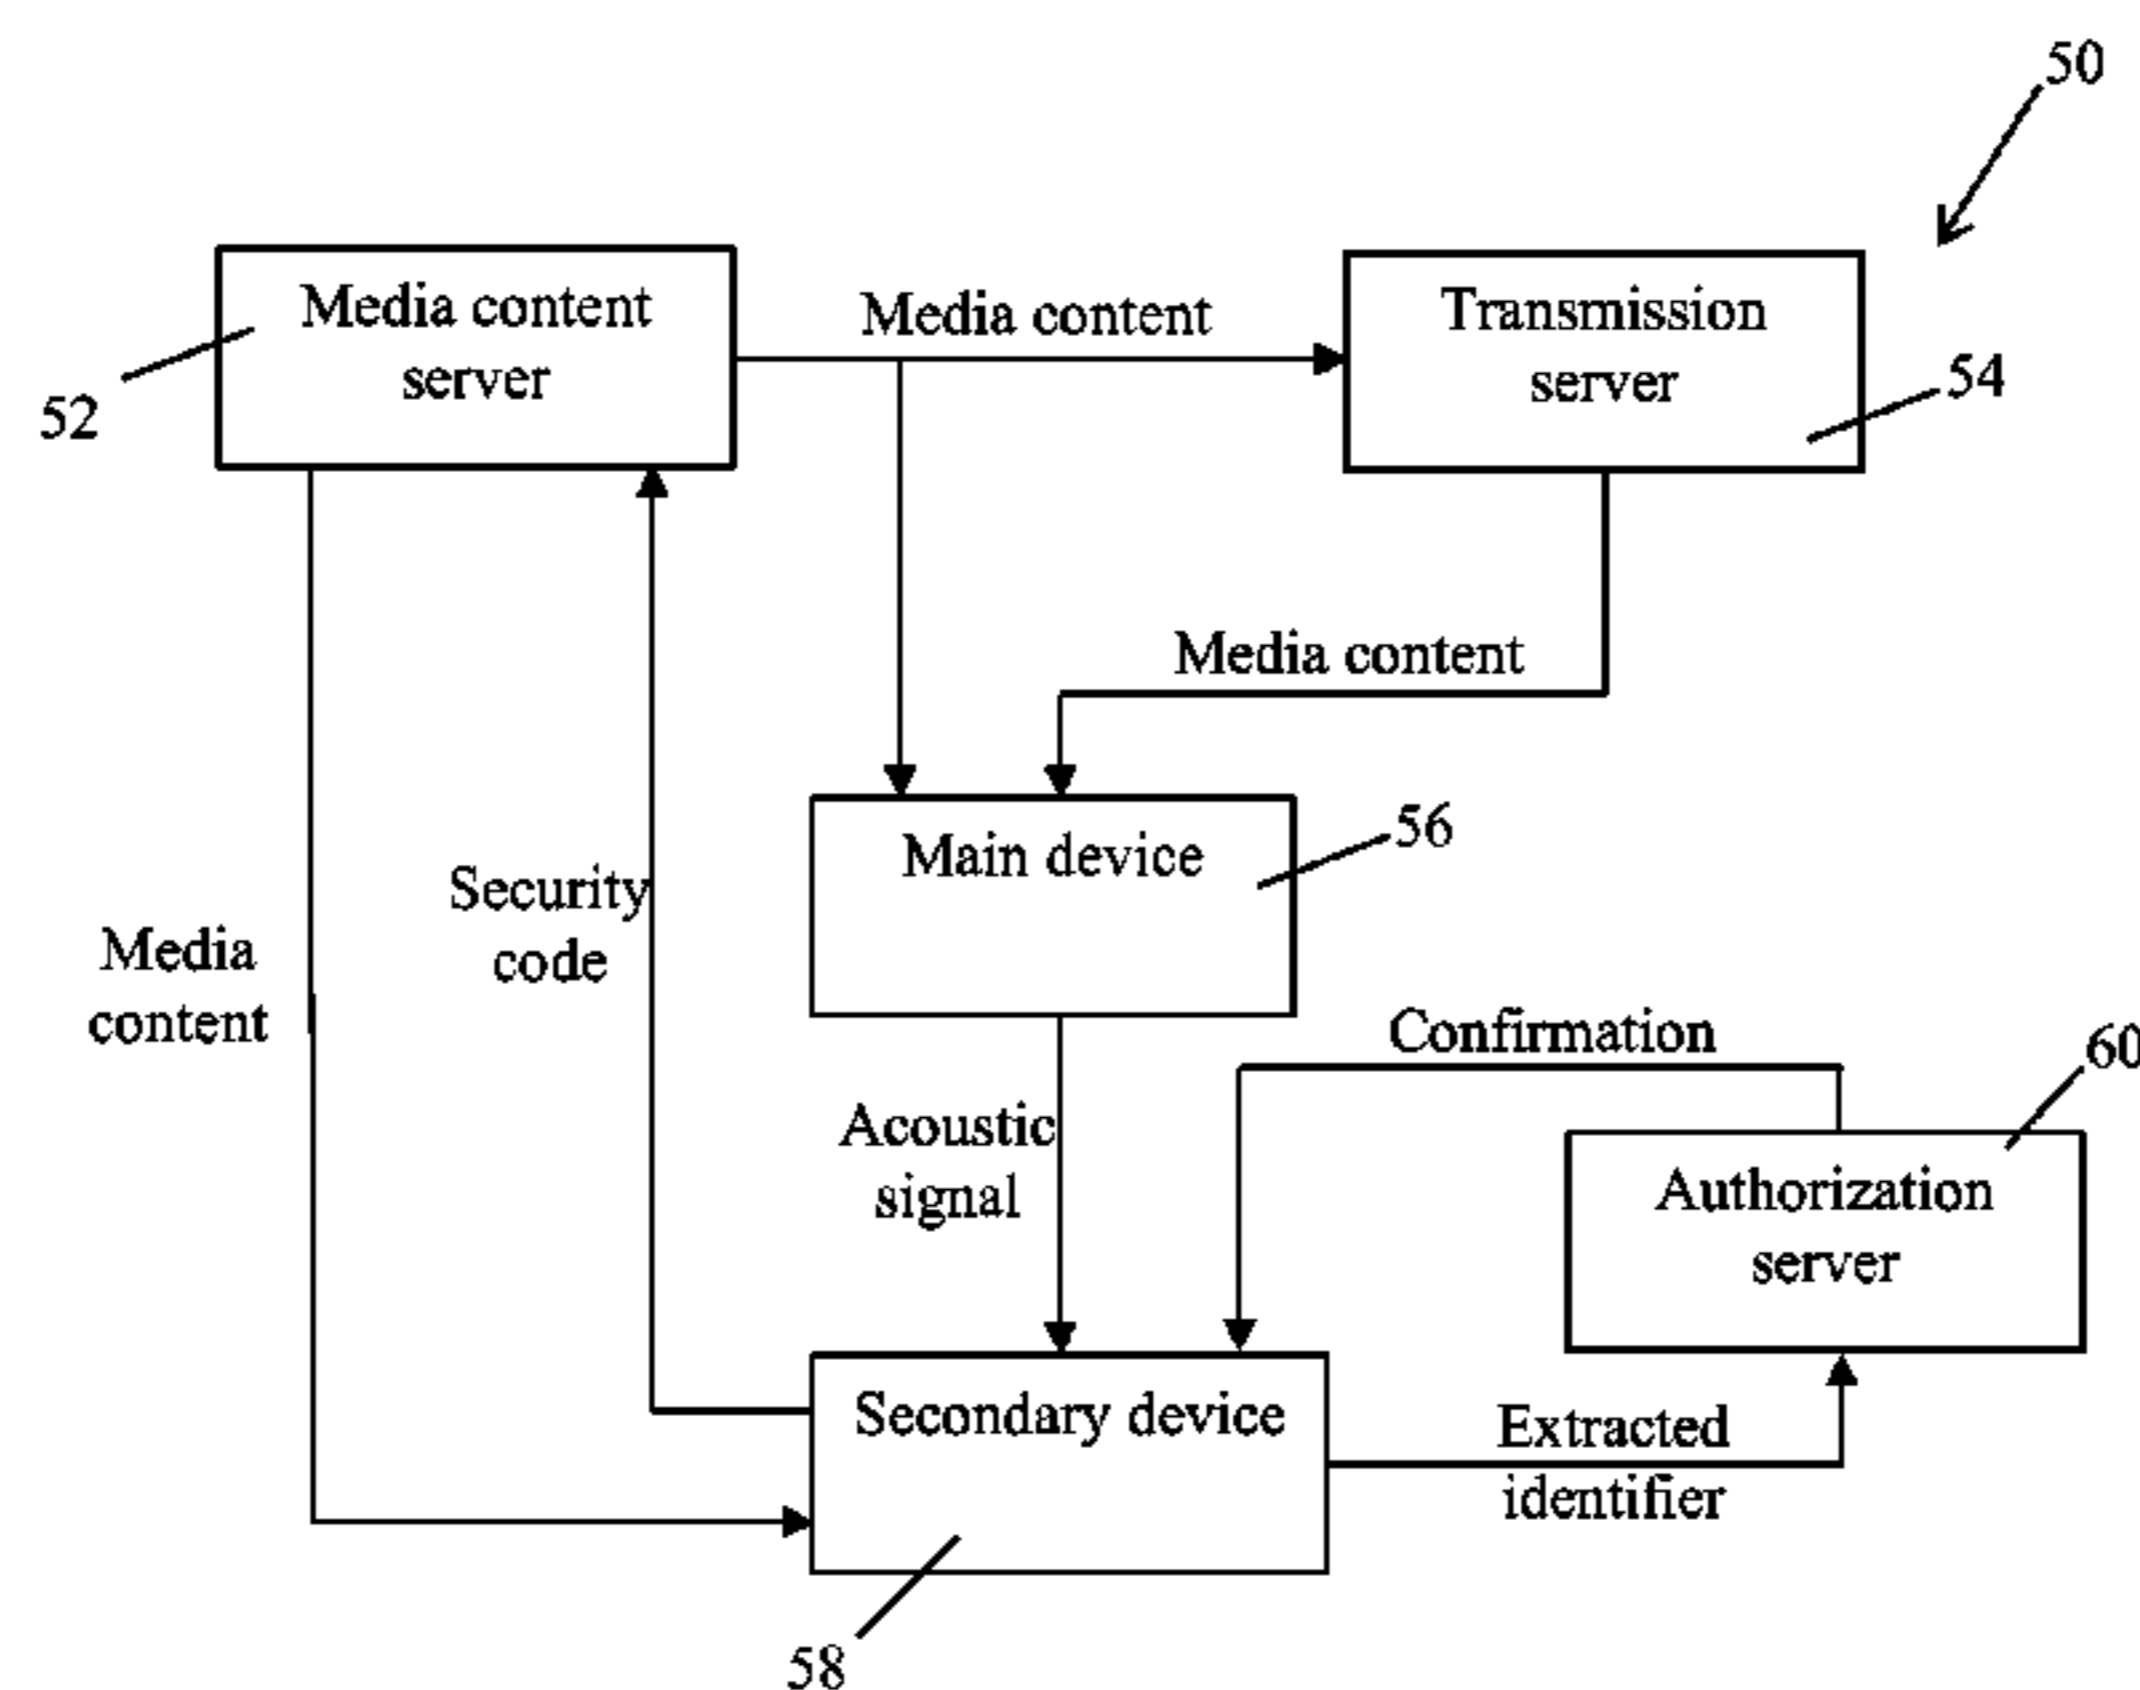 50
Media content
server
52
Media content
Transmission
server
54
Media content
Main device
56
Security
code
Media
content
Acoustic
signal
Confirmation
60
Authorization
server
Secondary device
Extracted
identifier
58